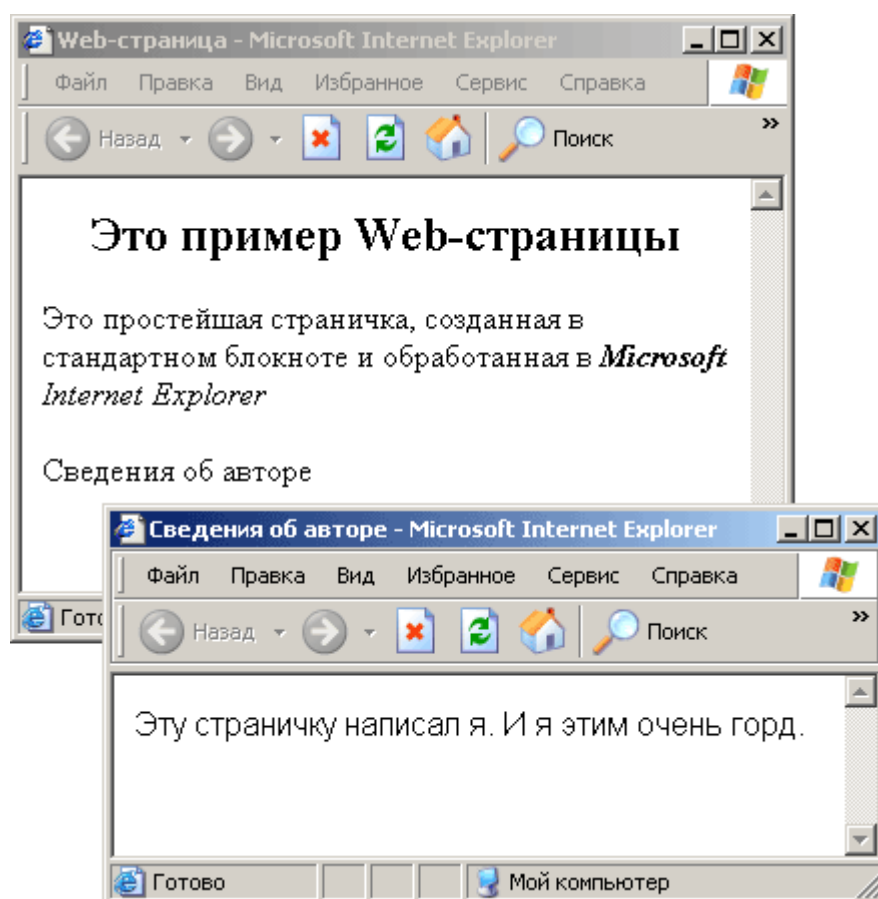 Web-страница - Microsoft Internet Explorer
Файл Правка Вид Избранное Сервис Справка
Назад Поиск »
Это пример Web-страницы
Это простейшая страничка, созданная в
стандартном блокноте и обработанная в Microsoft
Internet Explorer
Сведения об авторе
Сведения об авторе - Microsoft Internet Explorer
Файл Правка Вид Избранное Сервис Справка
Гото
Назад Поиск »
Эту страничку написал я. И я этим очень горд.
Готово Мой компьютер